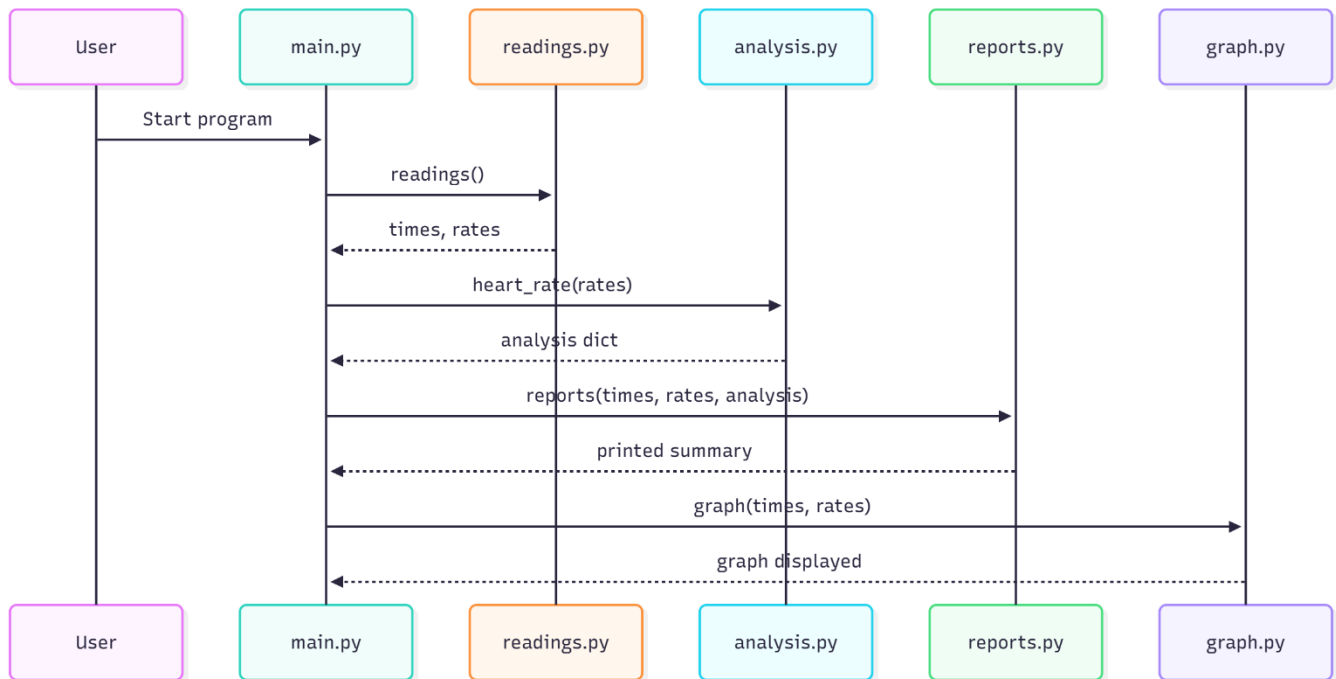 User main.py readings.py analysis.py reports.py graph.py
Start program
readings()
times, rates
heart_rate(rates)
analysis dict
reports(times, rates, analysis)
printed summary
graph(times, rates)
graph displayed
User main.py readings.py analysis.py reports.py graph.py